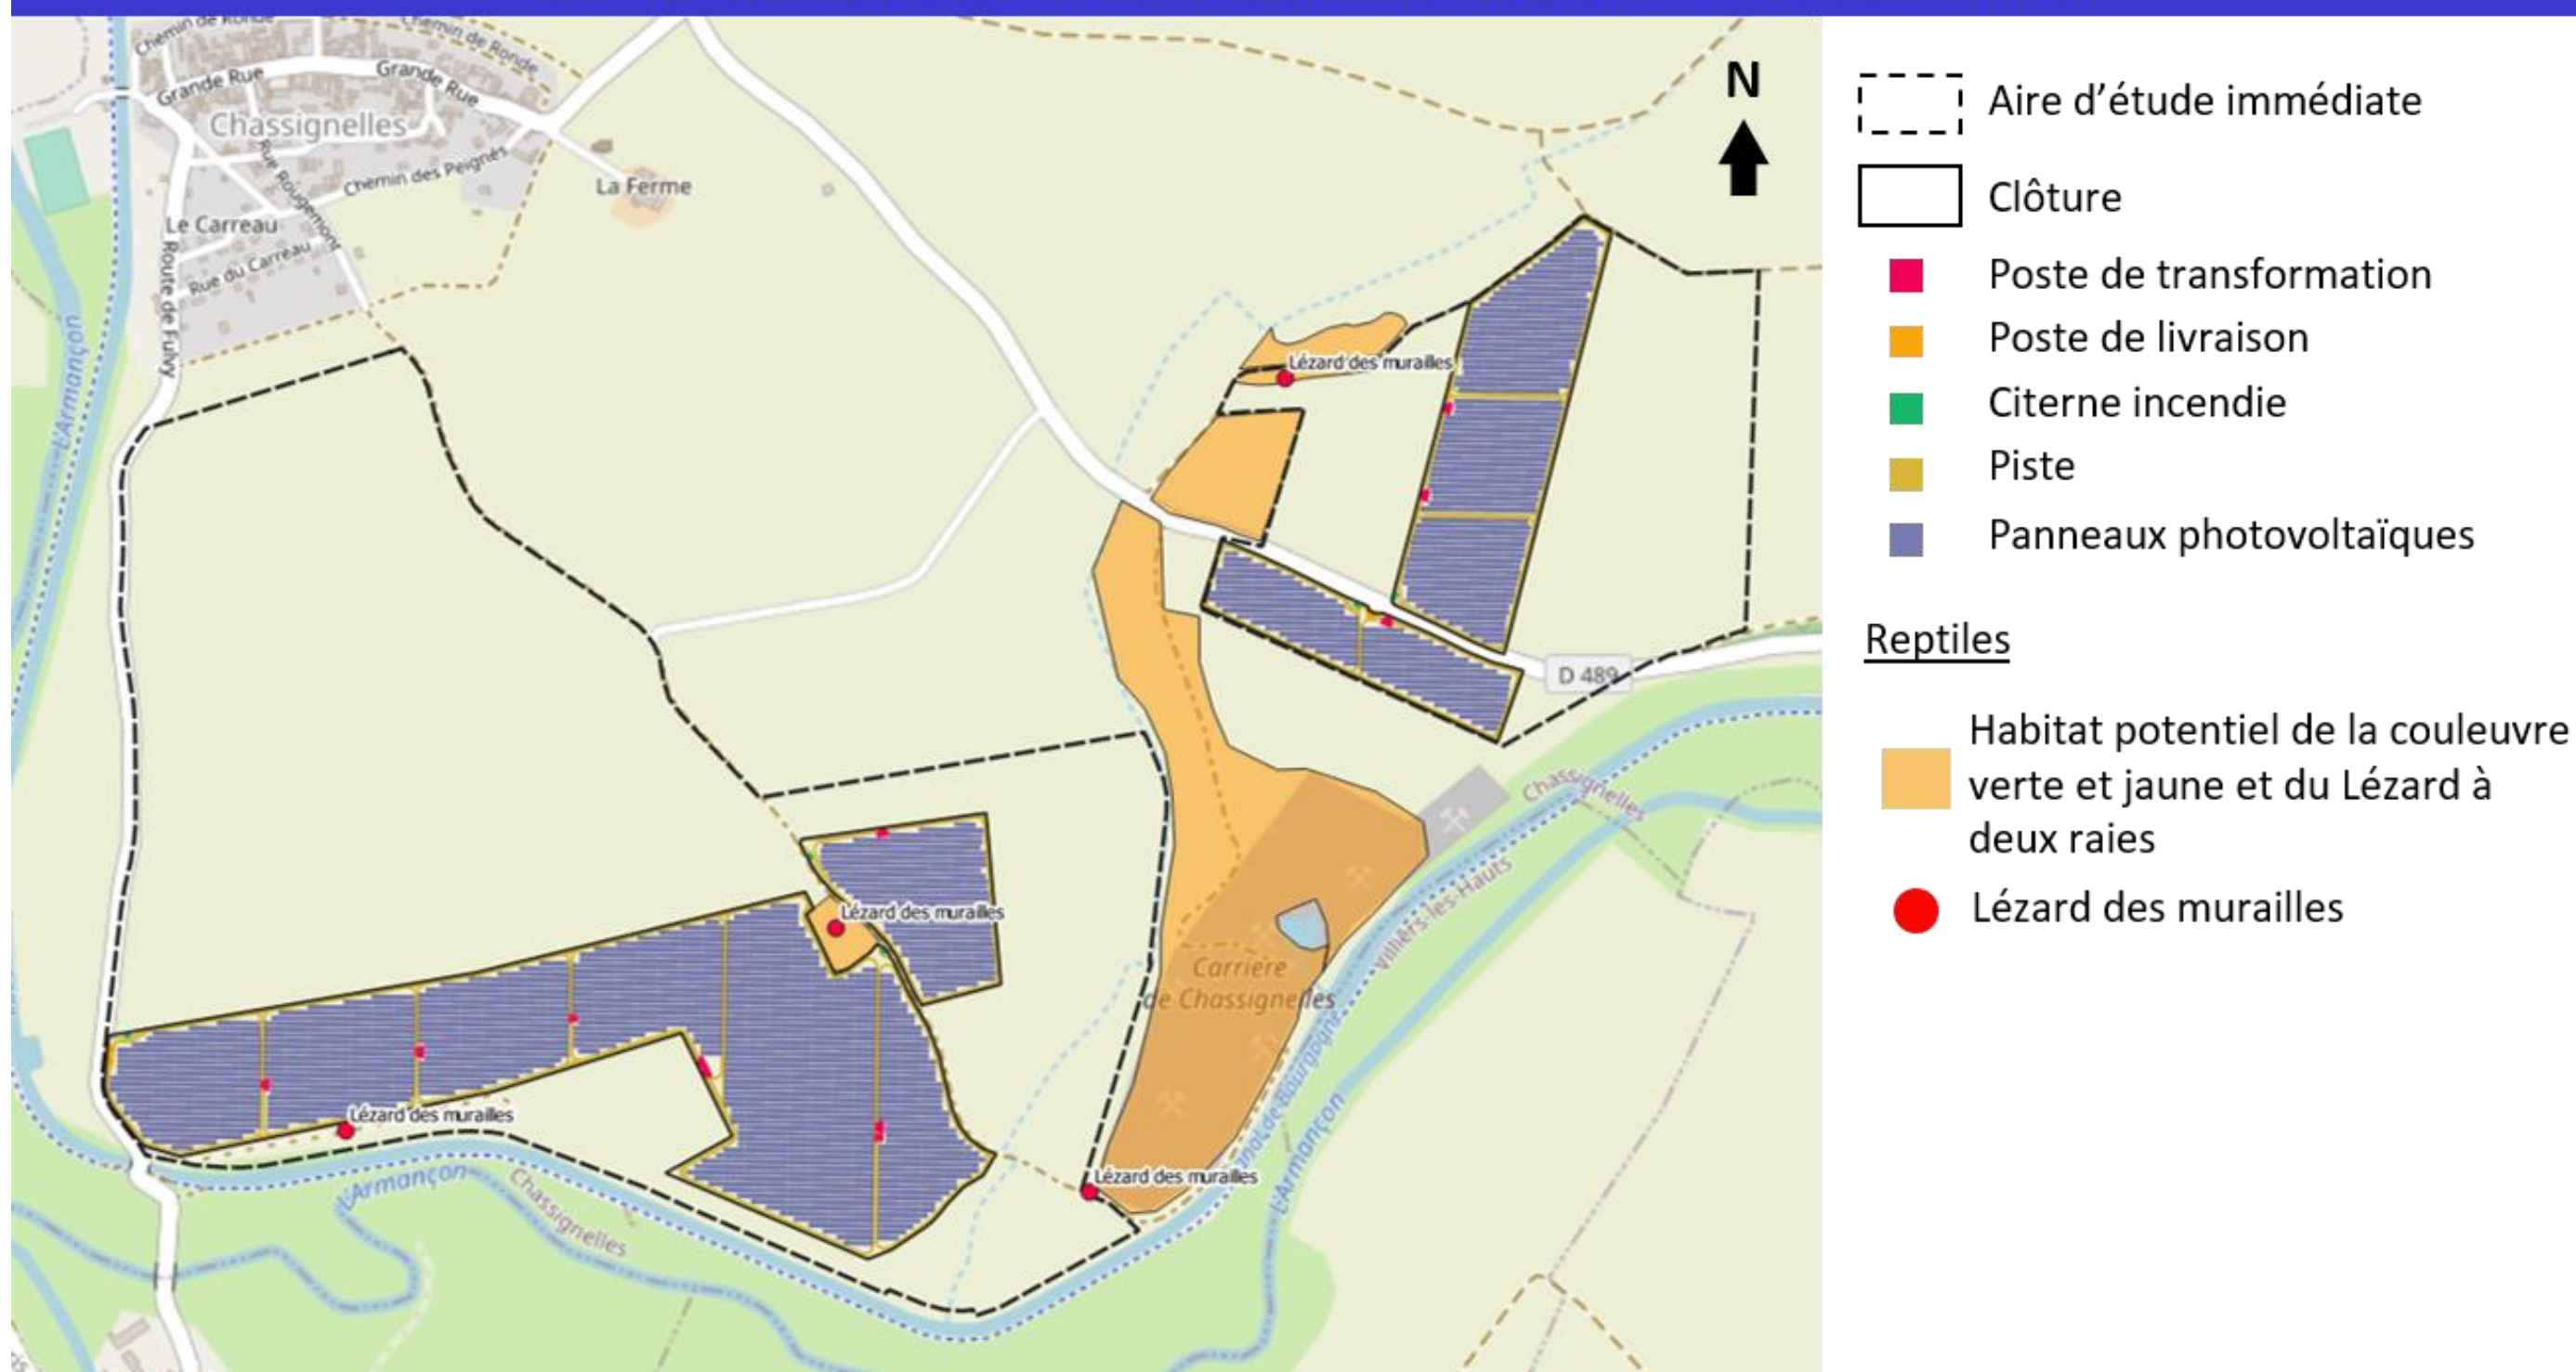 Chemin de Ronde
Chemin de Ronde
Grande Rue
Grande Rue
Chassignelles
Rue Rougemont
Chemin des Peignés
La Ferme
Le Carreau
Rue du Carreau
Route de Fulvy
L'Armançon
N
Lézard des murailles
D 489
Chassignelles
Villiers-les-Hauts
Lézard des murailles
Carrière
de Chassignelles
Canal de Bourgogne
L'Armançon
Lézard des murailles
Lézard des murailles
L'Armançon
Chassignelles
Aire d'étude immédiate
Clôture
Poste de transformation
Poste de livraison
Citerne incendie
Piste
Panneaux photovoltaïques
Reptiles
Habitat potentiel de la couleuvre
verte et jaune et du Lézard à
deux raies
Lézard des murailles